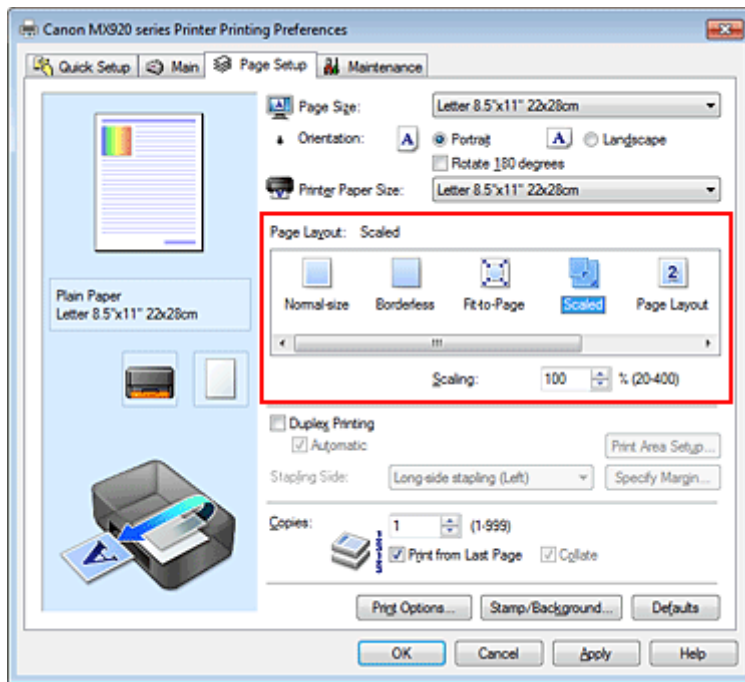 Canon MX920 series Printer Printing Preferences
Quick Setup Main Page Setup Maintenance
Page Size: Letter 8.5"x11" 22x28cm
Orientation: A Portrait A Landscape
Rotate 180 degrees
Printer Paper Size: Letter 8.5"x11" 22x28cm
Page Layout: Scaled
Normal-size Borderless Fit-to-Page Scaled Page Layout
Scaling: 100 % (20-400)
Plain Paper
Letter 8.5"x11" 22x28cm
Duplex Printing
Automatic Print Area Setup...
Stapling Side: Long-side stapling (Left) Specify Margin...
Copies: 1 (1-999)
Print from Last Page Collate
Print Options... Stamp/Background... Defaults
OK Cancel Apply Help